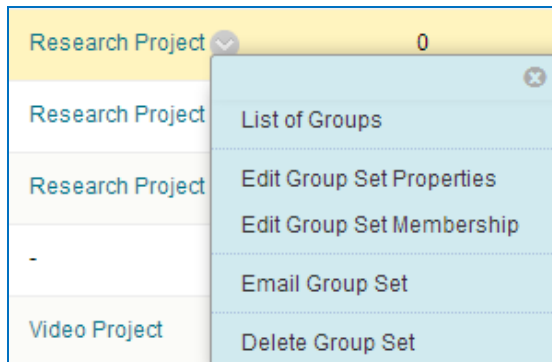 Research Project 0
Research Project
List of Groups
Research Project
Edit Group Set Properties
Edit Group Set Membership
-
Email Group Set
Video Project
Delete Group Set